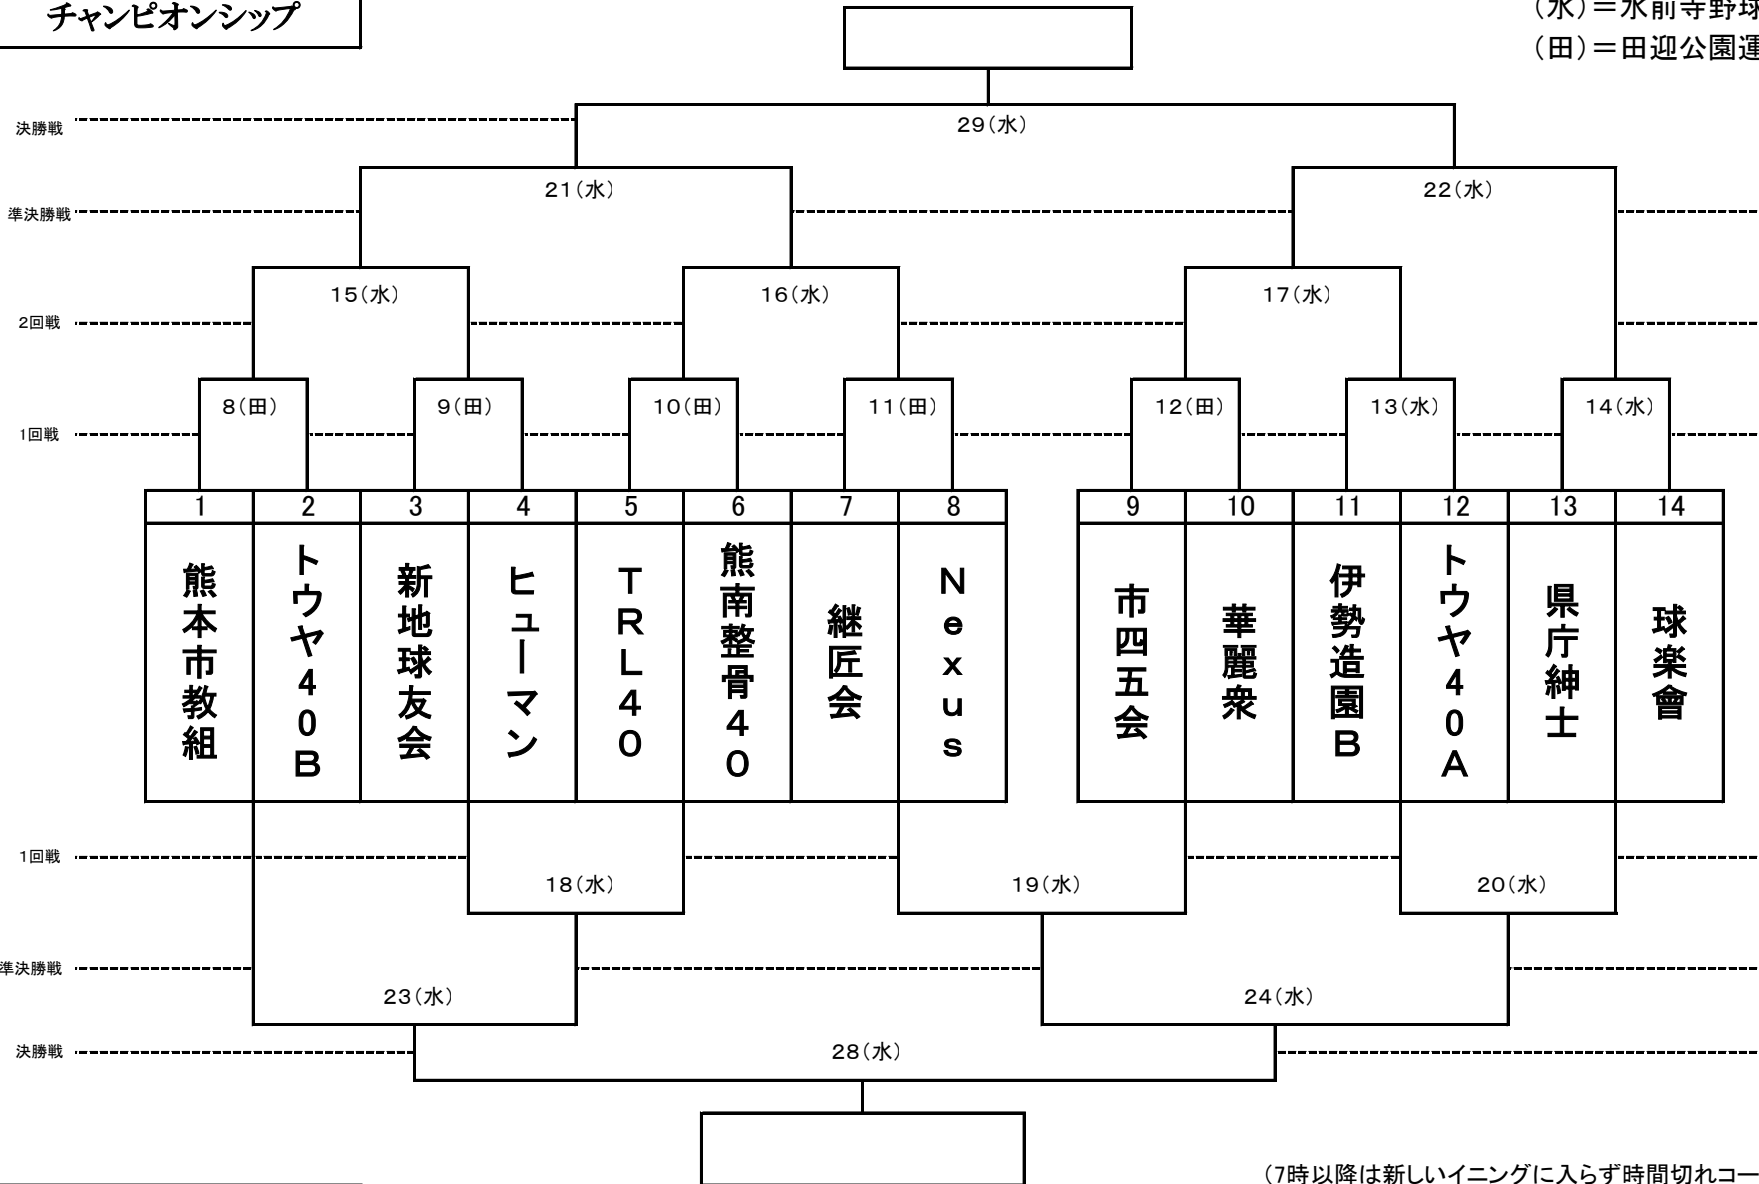 チャンピオンシップ
(水)＝水前寺野球
(田)＝田迎公園運
決勝戦
29(水)
21(水)
22(水)
準決勝戦
15(水)
16(水)
17(水)
2回戦
8(田)
9(田)
10(田)
11(田)
12(田)
13(水)
14(水)
1回戦
1
2
3
4
5
6
7
8
9
10
11
12
13
14
熊本市教組
トウヤ40B
新地球友会
ヒューマン
TRL40
熊南整骨40
継匠会
Nexus
市四五会
華麗衆
伊勢造園B
トウヤ40A
県庁紳士
球楽會
1回戦
18(水)
19(水)
20(水)
準決勝戦
23(水)
24(水)
決勝戦
28(水)
(7時以降は新しいイニングに入らず時間切れコー